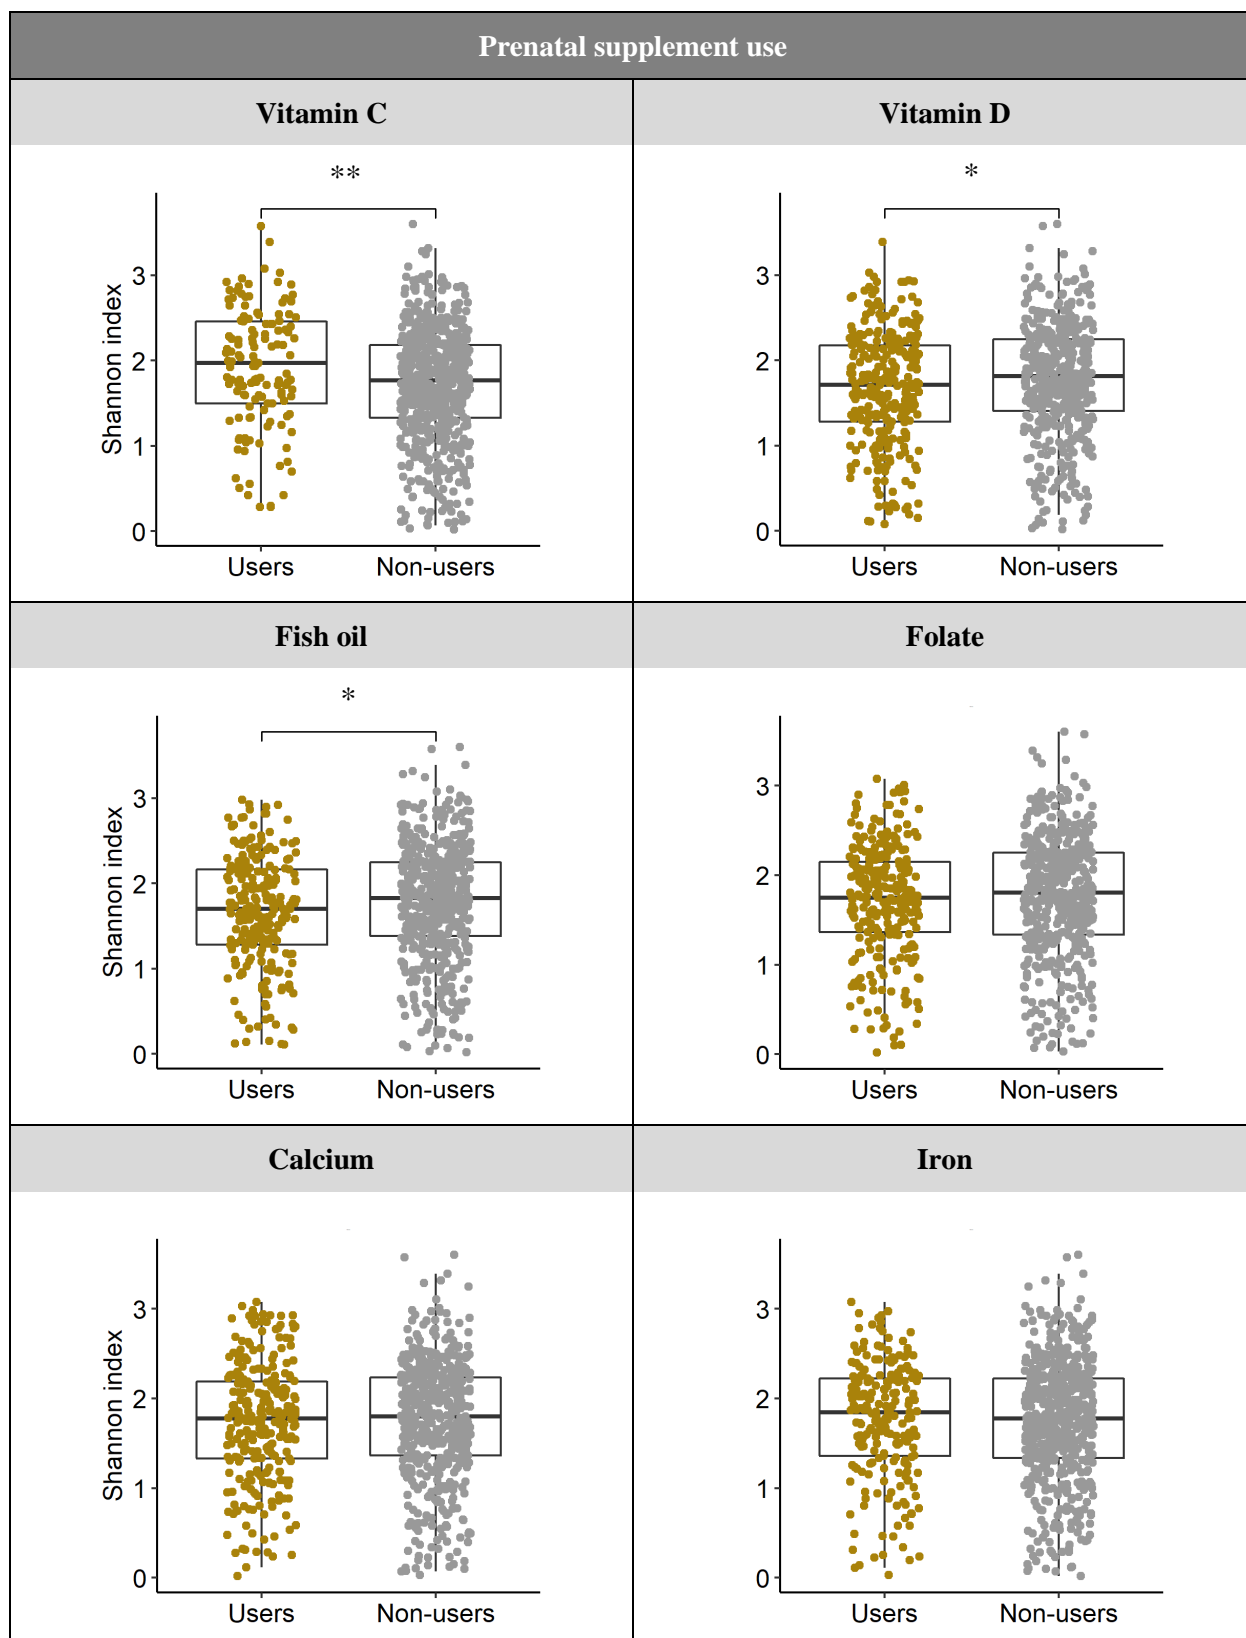 Prenatal supplement use
Vitamin C
Vitamin D
**
*
Shannon index
3
2
1
0
Users
Non-users
3
2
1
0
Users
Non-users
Fish oil
Folate
*
Shannon index
3
2
1
0
Users
Non-users
3
2
1
0
Users
Non-users
Calcium
Iron
Shannon index
3
2
1
0
Users
Non-users
3
2
1
0
Users
Non-users